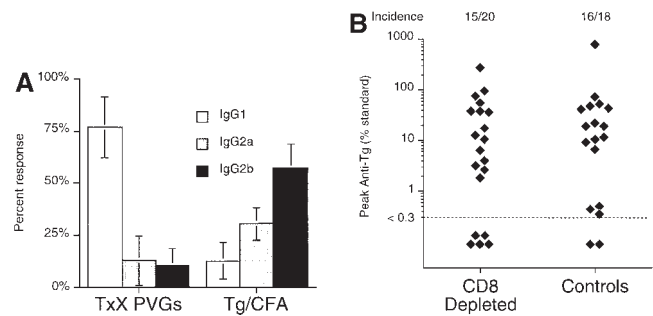 A
Percent response
100%
75%
50%
25%
0%
IgG1
IgG2a
IgG2b
TxX PVGs
Tg/CFA
B
Incidence
15/20
16/18
Peak Anti-Tg (% standard)
1000
100
10
1
< 0.3
CD8
Depleted
Controls